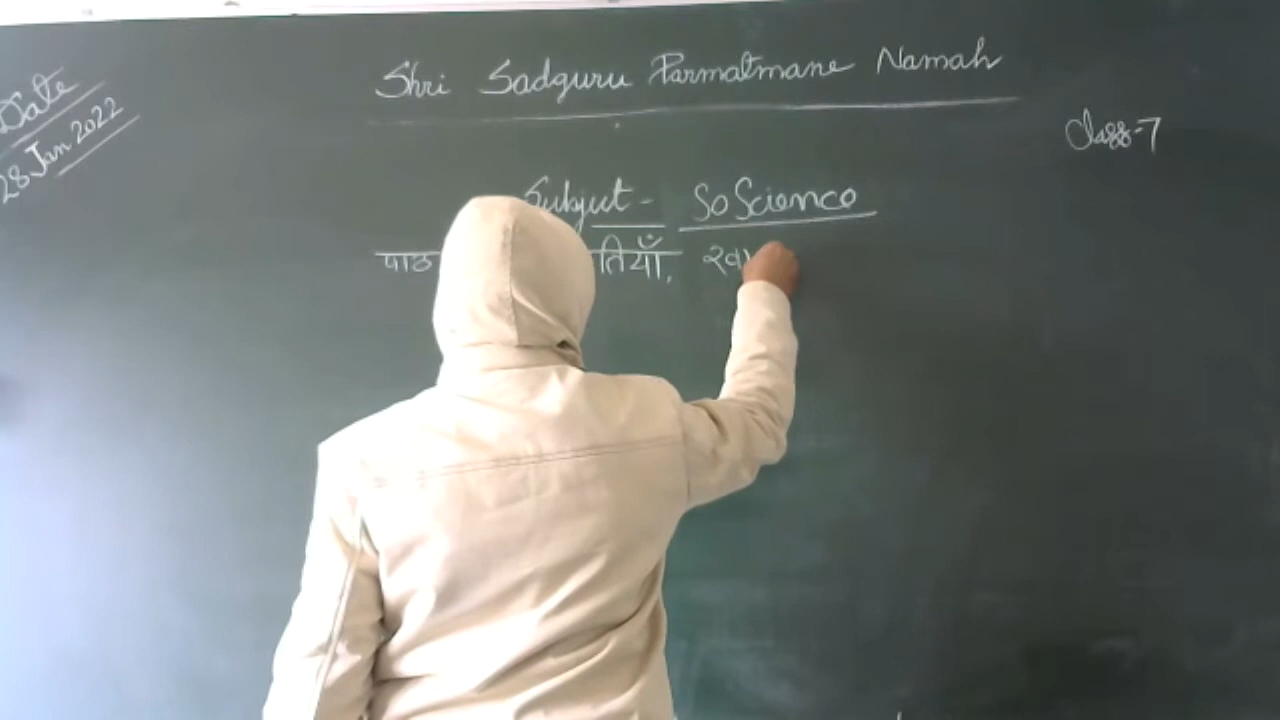 Shri Sadguru Parmatmane Namah
Date
28 Jan 2022
Class-7
Subject - So Science
पाठ तियाँ, खा